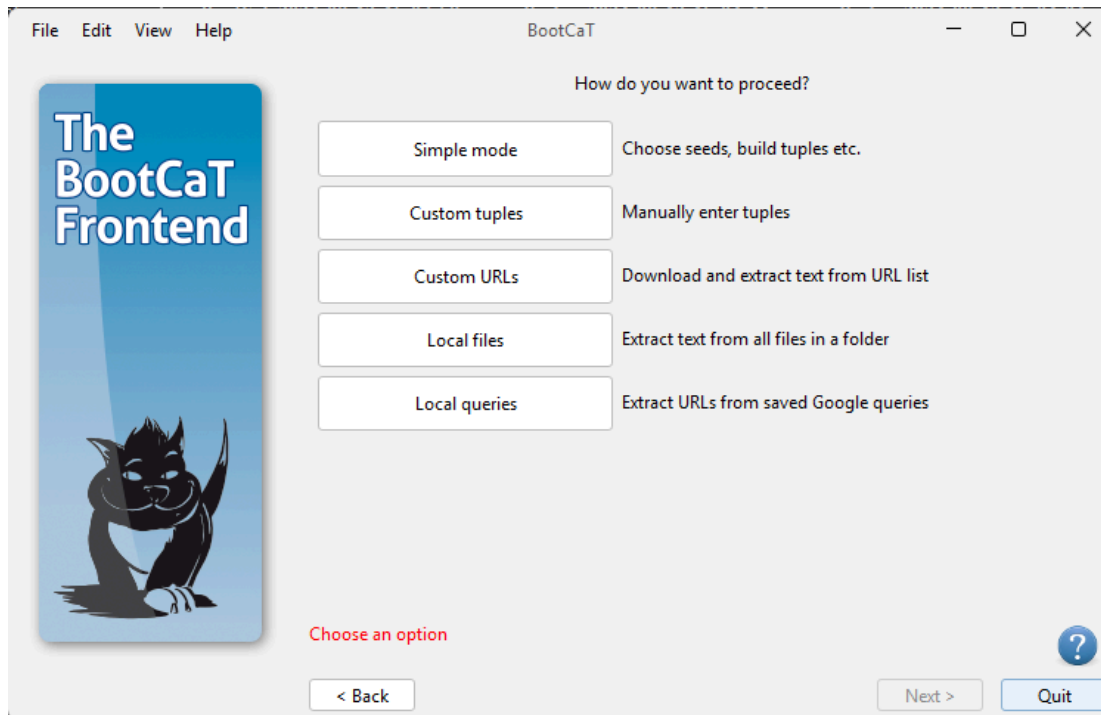 File Edit View Help
BootCaT
The
BootCaT
Frontend
How do you want to proceed?
Simple mode Choose seeds, build tuples etc.
Custom tuples Manually enter tuples
Custom URLs Download and extract text from URL list
Local files Extract text from all files in a folder
Local queries Extract URLs from saved Google queries
Choose an option
?
< Back Next > Quit